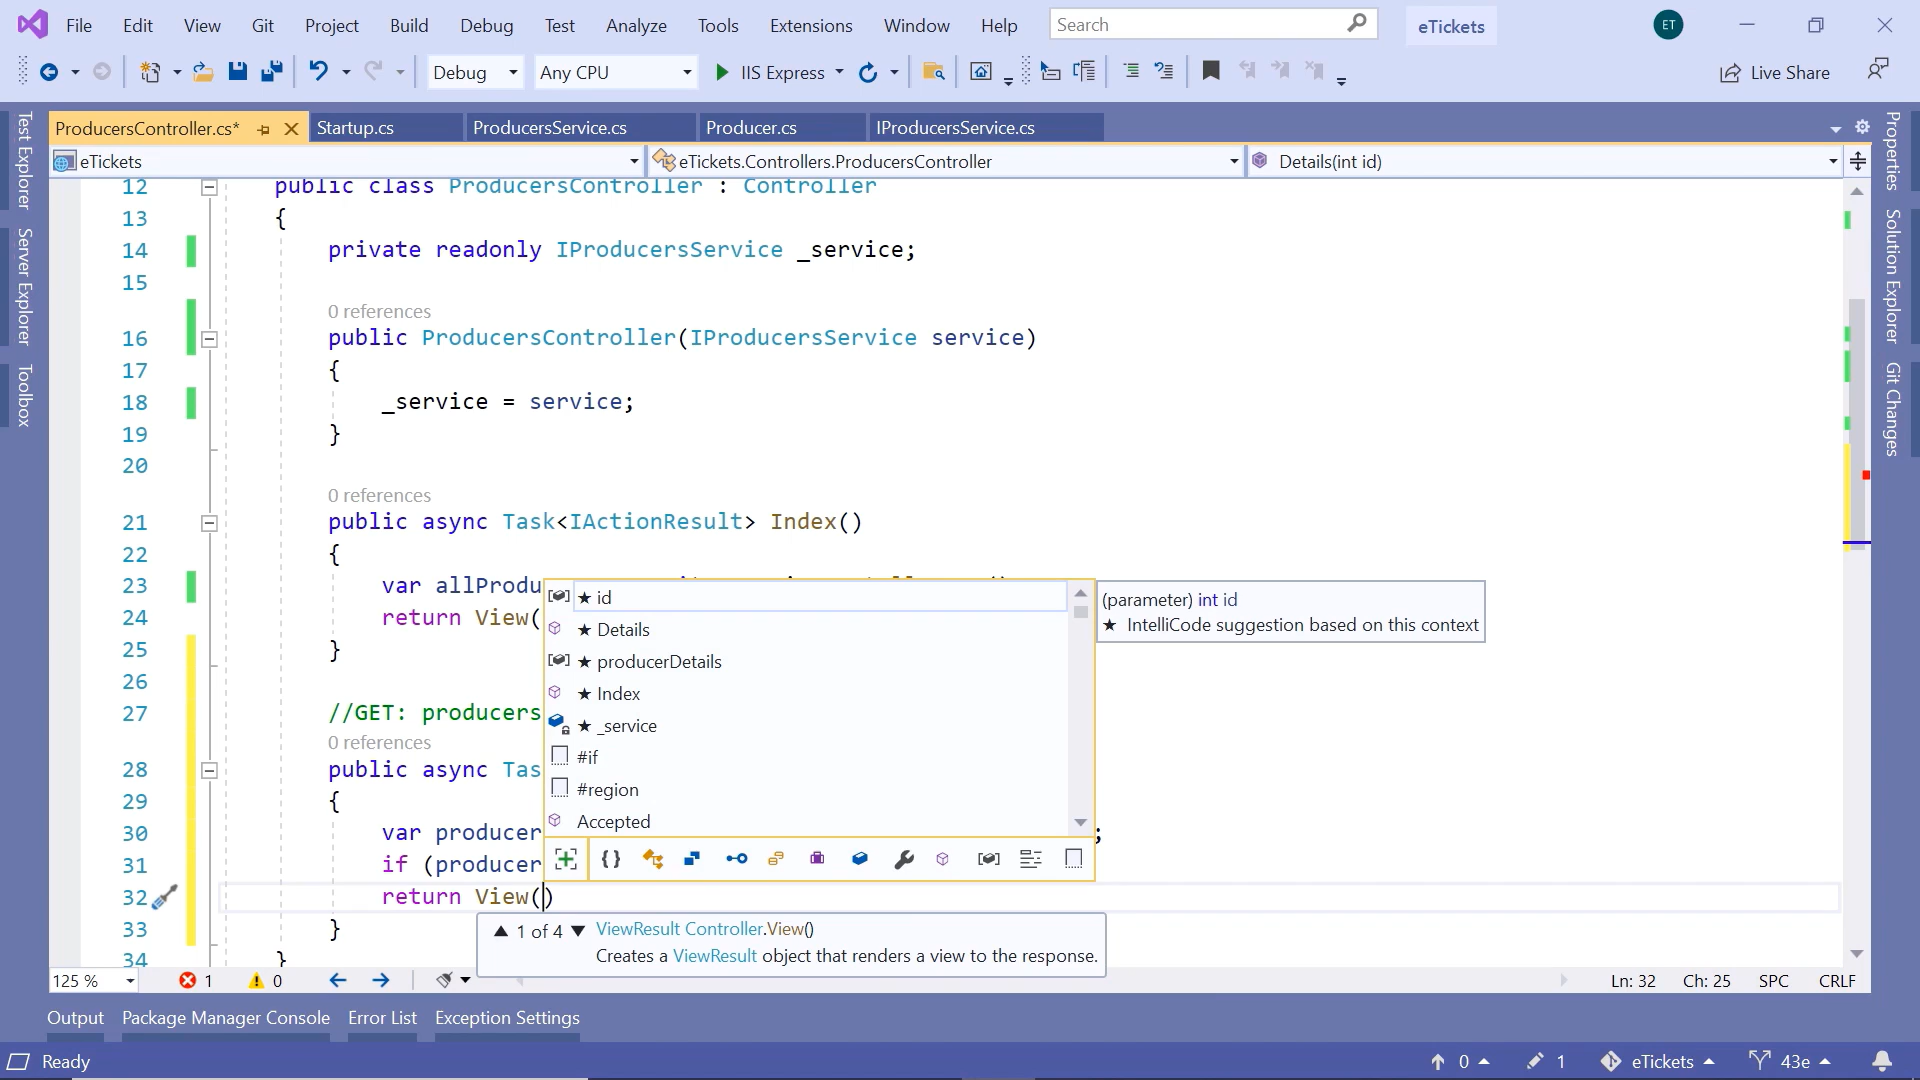 File Edit View Git Project Build Debug Test Analyze Tools Extensions Window Help Search eTickets ET
Debug Any CPU IIS Express Live Share
ProducersController.cs* Startup.cs ProducersService.cs Producer.cs IProducersService.cs
eTickets eTickets.Controllers.ProducersController Details(int id)
Test Explorer
Server Explorer
Toolbox
Properties
Solution Explorer
Git Changes
12 public class ProducersController : Controller
13 {
14 private readonly IProducersService _service;
15
0 references
16 public ProducersController(IProducersService service)
17 {
18 _service = service;
19 }
20
0 references
21 public async Task<IActionResult> Index()
22 {
23 var allProdu
24 return View(
25 }
26
27 //GET: producers
0 references
28 public async Tas
29 {
30 var producer ;
31 if (producer
32 return View()
33 }
34 }
★ id
★ Details
★ producerDetails
★ Index
★ _service
#if
#region
Accepted
(parameter) int id
★ IntelliCode suggestion based on this context
▲ 1 of 4 ▼ ViewResult Controller.View()
Creates a ViewResult object that renders a view to the response.
125 % 1 0 Ln: 32 Ch: 25 SPC CRLF
Output Package Manager Console Error List Exception Settings
Ready 0 1 eTickets 43e